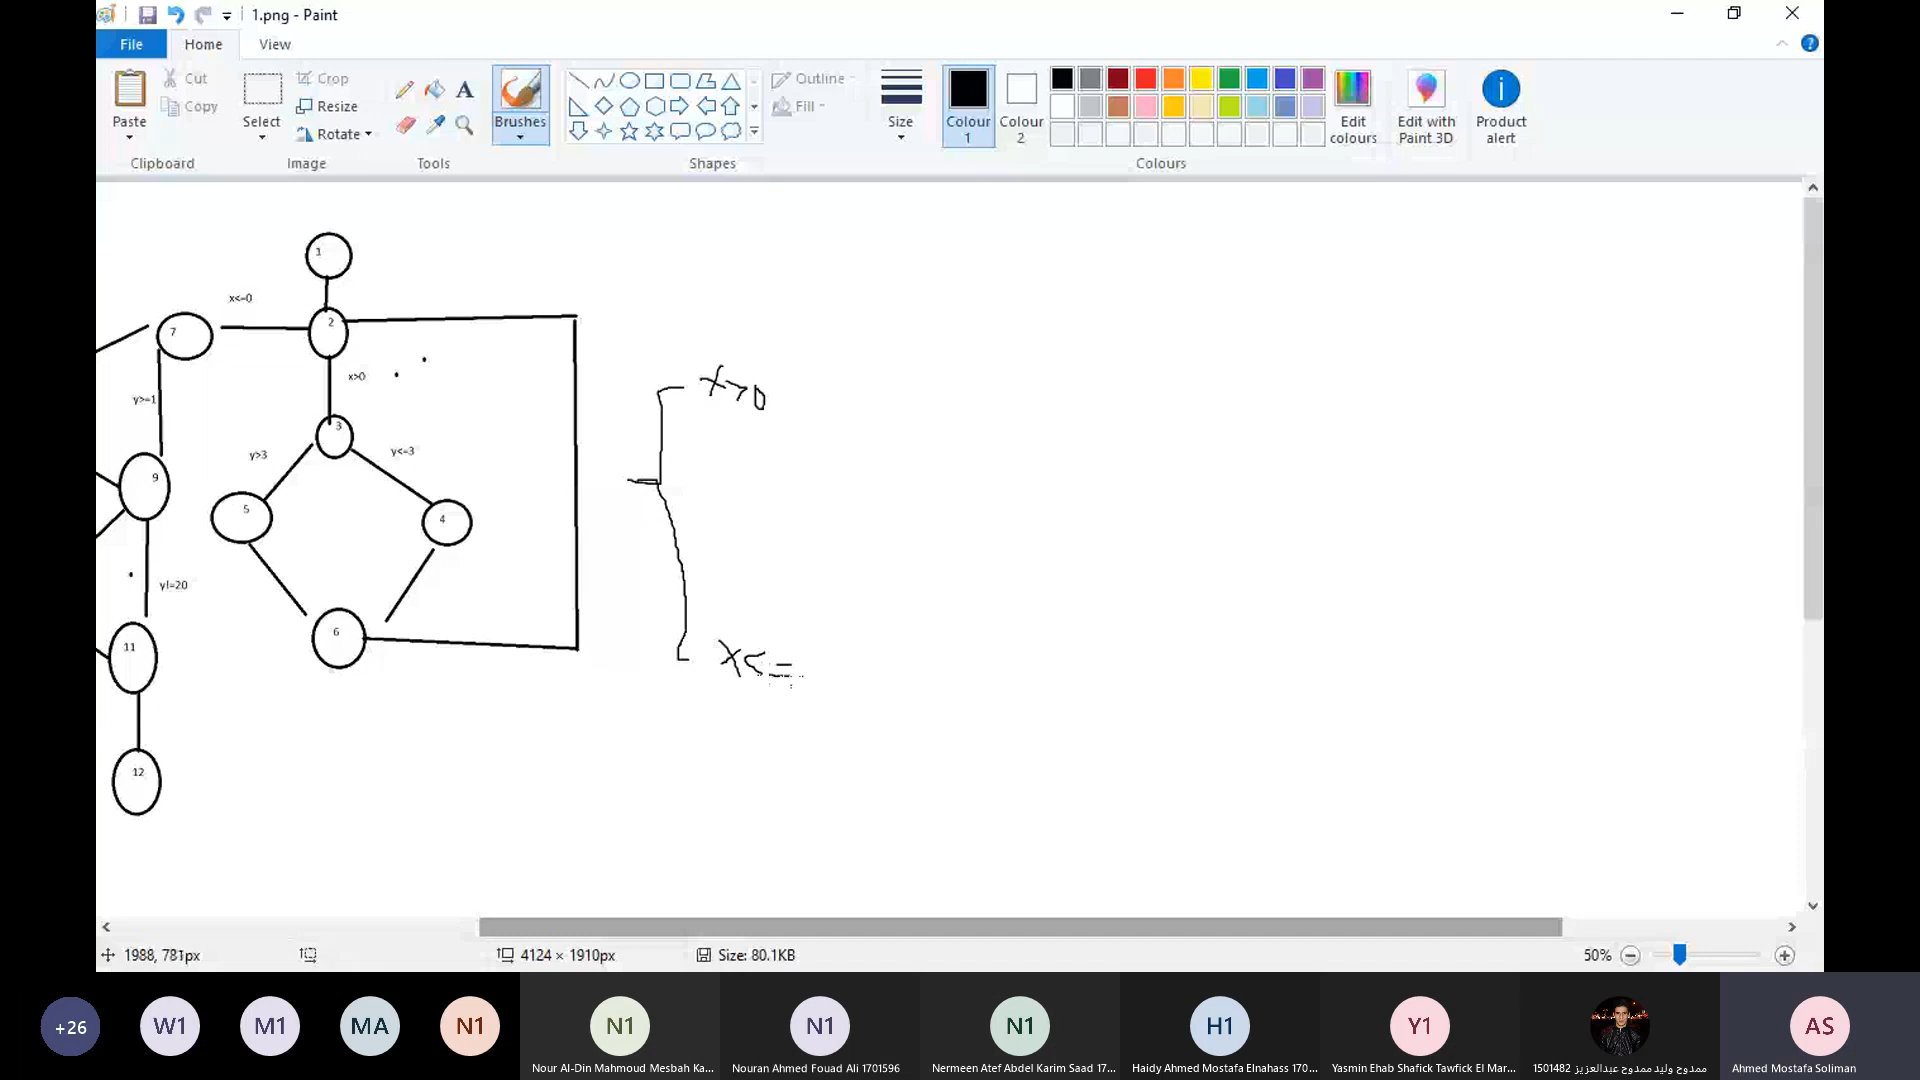 1.png - Paint
File Home View
Paste
Cut
Copy
Clipboard
Select
Crop
Resize
Rotate
Image
Tools
Brushes
Shapes
Outline
Fill
Size
Colour 1
Colour 2
Edit colours
Colours
Edit with Paint 3D
Product alert
1
x<=0
7
2
x>0
x>0
y>=1
3
y>3
y<=3
9
5
4
y!=20
11
6
x<=
12
1988, 781px
4124 × 1910px
Size: 80.1KB
50%
+26
W1
M1
MA
N1
N1
N1
N1
H1
Y1
AS
Nour Al-Din Mahmoud Mesbah Ka...
Nouran Ahmed Fouad Ali 1701596
Nermeen Atef Abdel Karim Saad 17...
Haidy Ahmed Mostafa Elnahass 170...
Yasmin Ehab Shafick Tawfick El Mar...
ممدوح وليد ممدوح عبدالعزيز 1501482
Ahmed Mostafa Soliman